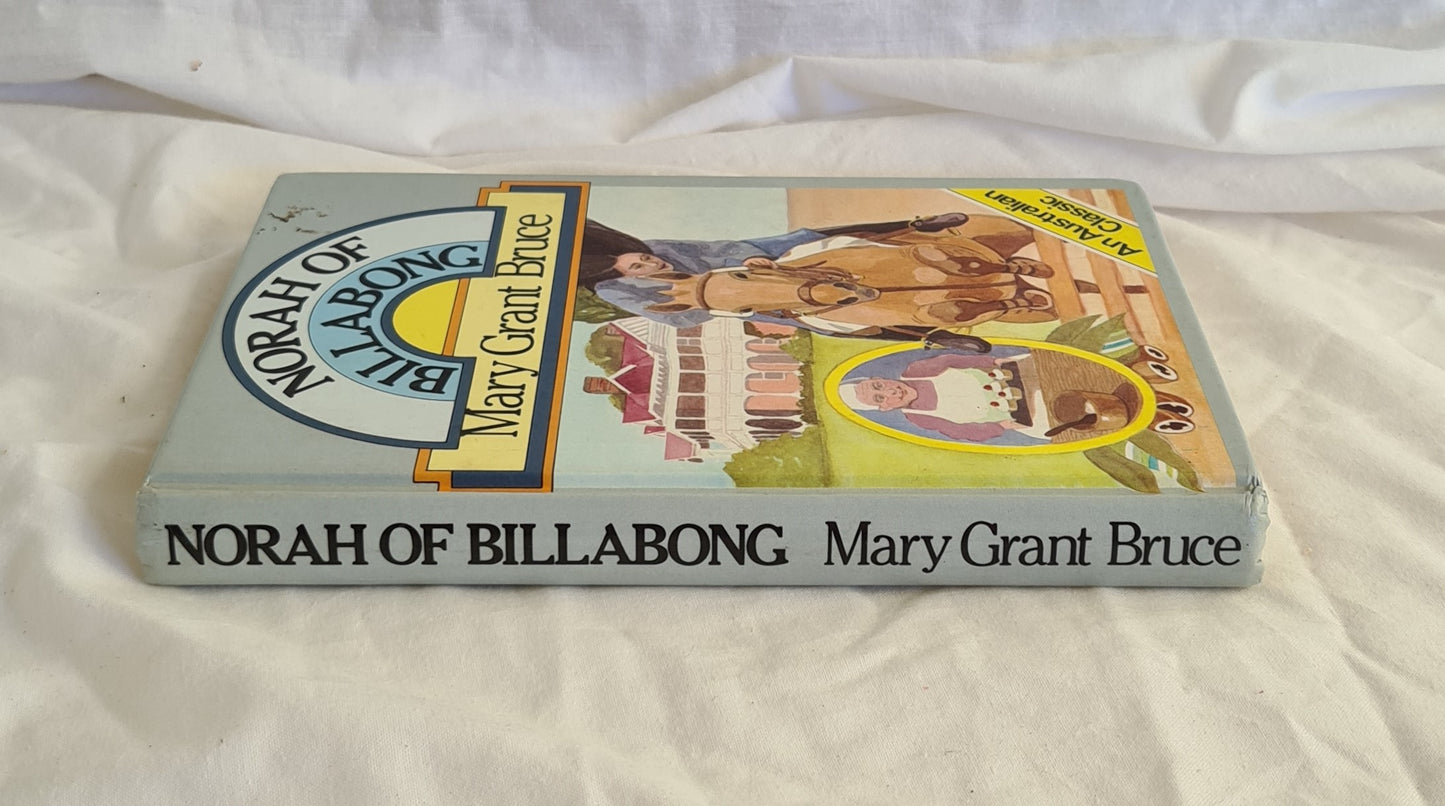 NORAH OF
BILLABONG
Mary Grant Bruce
An Australian
Classic
NORAH OF BILLABONG Mary Grant Bruce